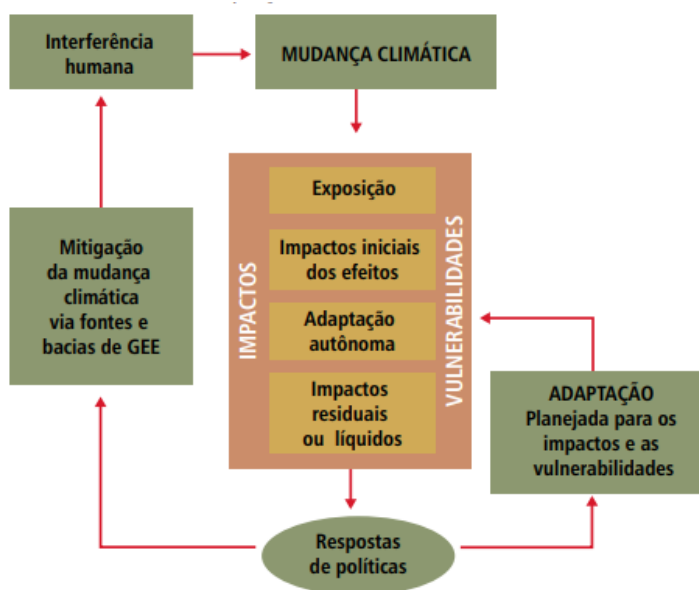 Interferência
humana
MUDANÇA CLIMÁTICA
IMPACTOS
Exposição
Impactos iniciais
dos efeitos
Adaptação
autônoma
Impactos
residuais
ou líquidos
VULNERABILIDADES
Mitigação
da mudança
climática
via fontes e
bacias de GEE
ADAPTAÇÃO
Planejada para os
impactos e as
vulnerabilidades
Respostas
de políticas